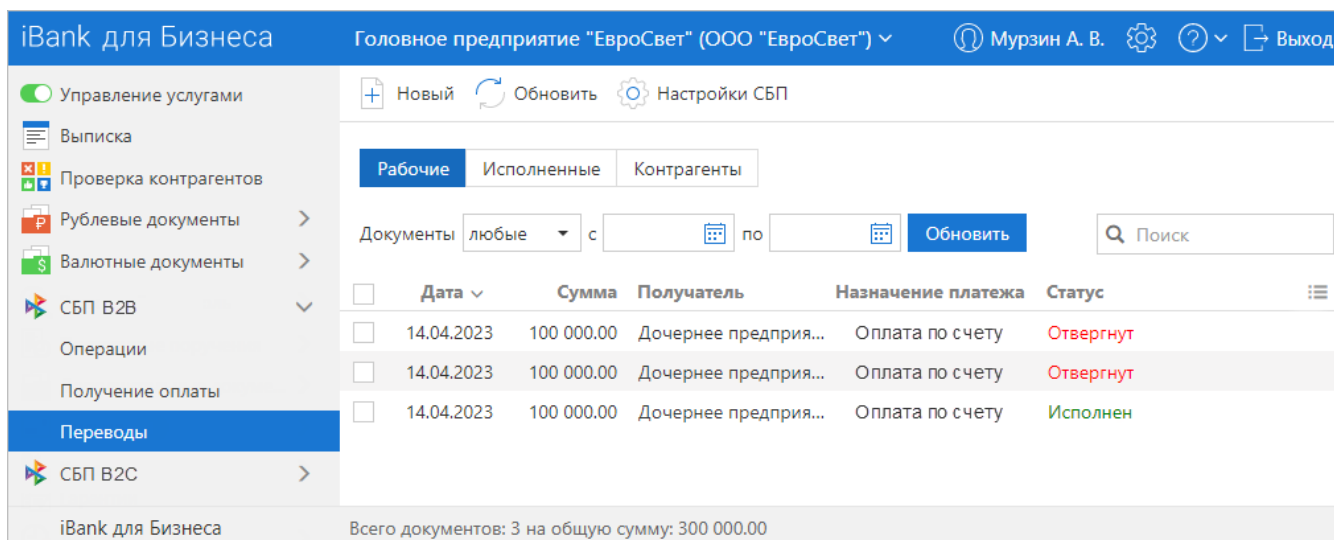 iBank для Бизнеса
Головное предприятие "ЕвроСвет" (ООО "ЕвроСвет")
Мурзин А. В.
Выход
Управление услугами
Выписка
Проверка контрагентов
Рублевые документы
Валютные документы
СБП B2B
Операции
Получение оплаты
Переводы
СБП B2C
iBank для Бизнеса
Новый Обновить Настройки СБП
Рабочие Исполненные Контрагенты
Документы любые с по Обновить Поиск
Дата Сумма Получатель Назначение платежа Статус
14.04.2023 100 000.00 Дочернее предприя... Оплата по счету Отвергнут
14.04.2023 100 000.00 Дочернее предприя... Оплата по счету Отвергнут
14.04.2023 100 000.00 Дочернее предприя... Оплата по счету Исполнен
Всего документов: 3 на общую сумму: 300 000.00